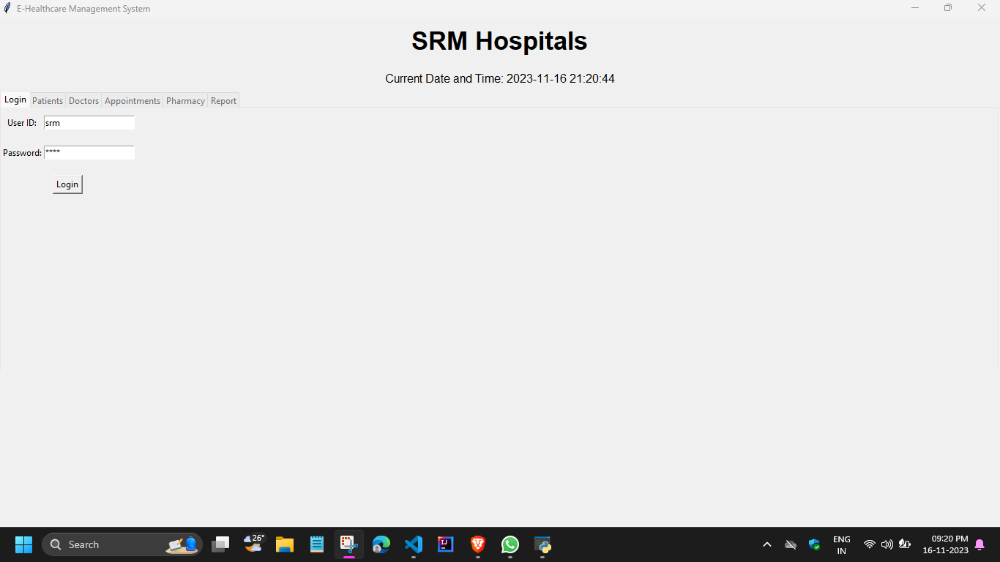 E-Healthcare Management System
SRM Hospitals
Current Date and Time: 2023-11-16 21:20:44
Login Patients Doctors Appointments Pharmacy Report
User ID: srm
Password: ****
Login
Search
26°
IJ
ENG
IN
09:20 PM
16-11-2023